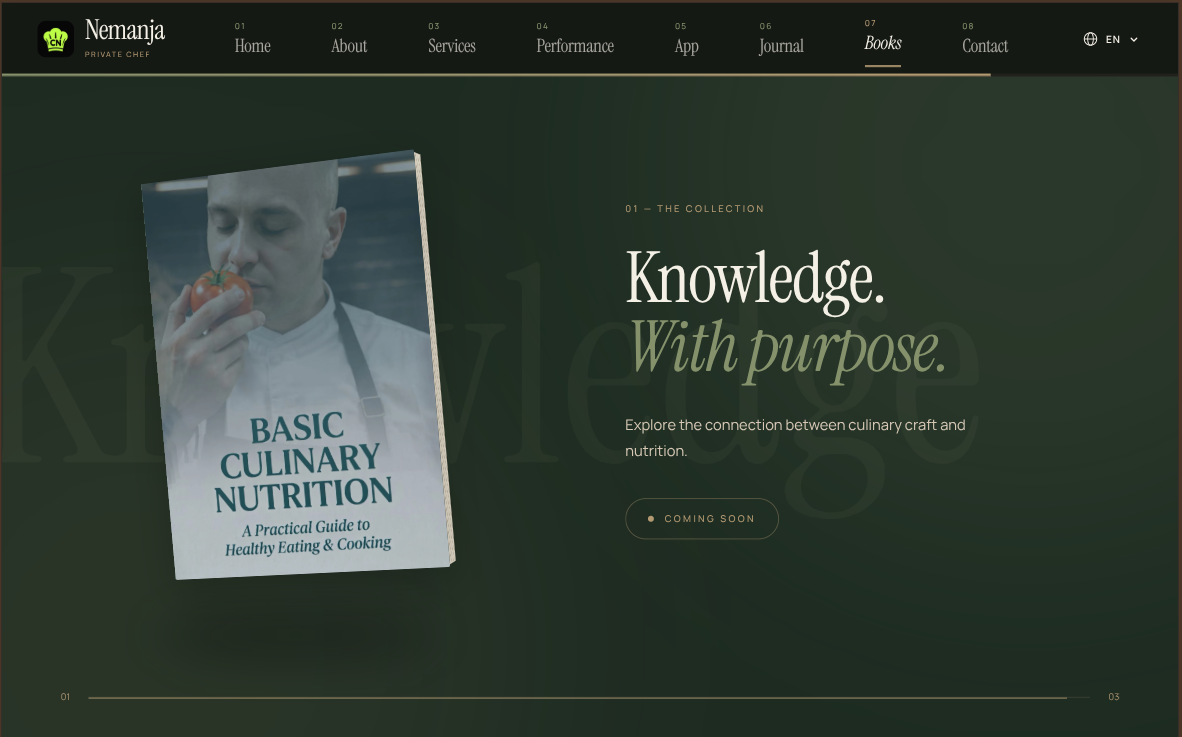 CN
Nemanja
PRIVATE CHEF
01
Home
02
About
03
Services
04
Performance
05
App
06
Journal
07
Books
08
Contact
EN
Knowledge
BASIC
CULINARY
NUTRITION
A Practical Guide to
Healthy Eating & Cooking
01 — THE COLLECTION
Knowledge.
With purpose.
Explore the connection between culinary craft and
nutrition.
COMING SOON
01
03